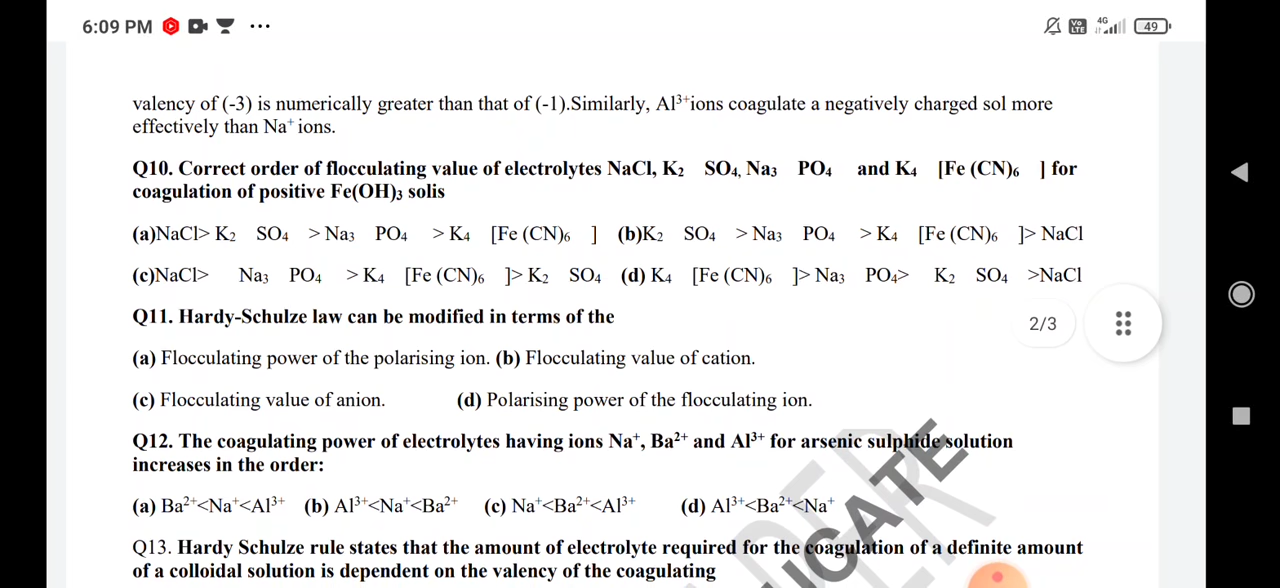 6:09 PM ...
4G 49
valency of (-3) is numerically greater than that of (-1).Similarly, Al³⁺ions coagulate a negatively charged sol more
effectively than Na⁺ ions.
Q10. Correct order of flocculating value of electrolytes NaCl, K₂ SO₄, Na₃ PO₄ and K₄ [Fe (CN)₆ ] for
coagulation of positive Fe(OH)₃ solis
(a)NaCl> K₂ SO₄ > Na₃ PO₄ > K₄ [Fe (CN)₆ ] (b)K₂ SO₄ > Na₃ PO₄ > K₄ [Fe (CN)₆ ]> NaCl
(c)NaCl> Na₃ PO₄ > K₄ [Fe (CN)₆ ]> K₂ SO₄ (d) K₄ [Fe (CN)₆ ]> Na₃ PO₄> K₂ SO₄ >NaCl
Q11. Hardy-Schulze law can be modified in terms of the
2/3
(a) Flocculating power of the polarising ion. (b) Flocculating value of cation.
(c) Flocculating value of anion. (d) Polarising power of the flocculating ion.
Q12. The coagulating power of electrolytes having ions Na⁺, Ba²⁺ and Al³⁺ for arsenic sulphide solution
increases in the order:
(a) Ba²⁺<Na⁺<Al³⁺ (b) Al³⁺<Na⁺<Ba²⁺ (c) Na⁺<Ba²⁺<Al³⁺ (d) Al³⁺<Ba²⁺<Na⁺
Q13. Hardy Schulze rule states that the amount of electrolyte required for the coagulation of a definite amount
of a colloidal solution is dependent on the valency of the coagulating